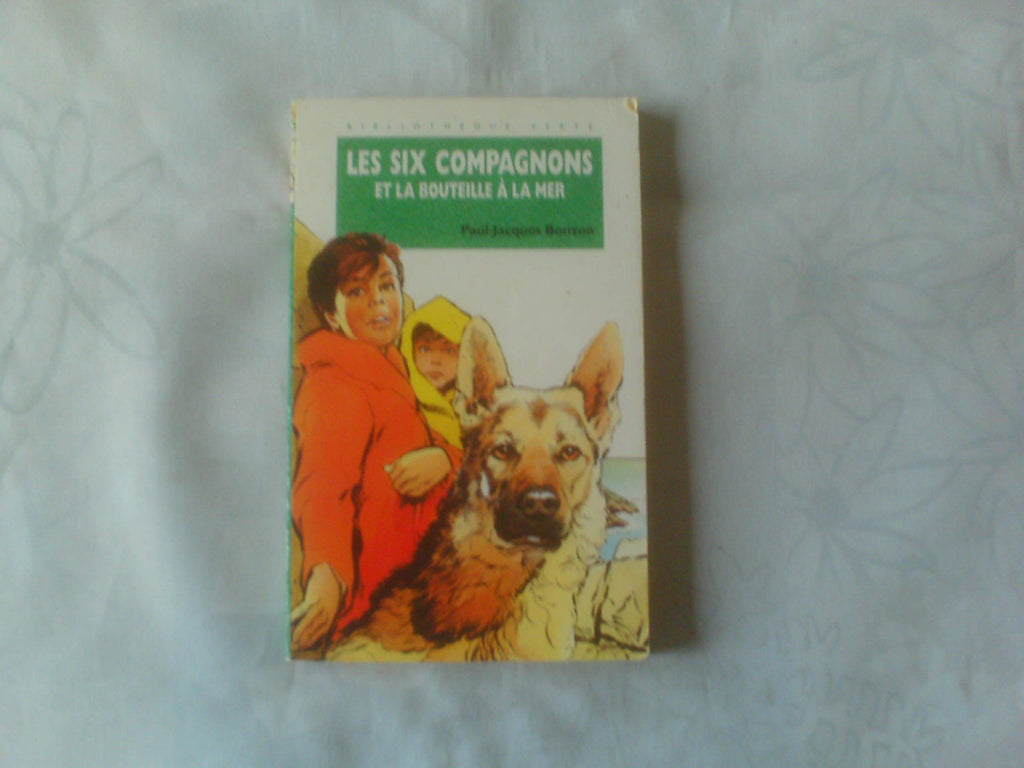 BIBLIOTHÈQUE VERTE
LES SIX COMPAGNONS
ET LA BOUTEILLE À LA MER
Paul-Jacques Bonzon